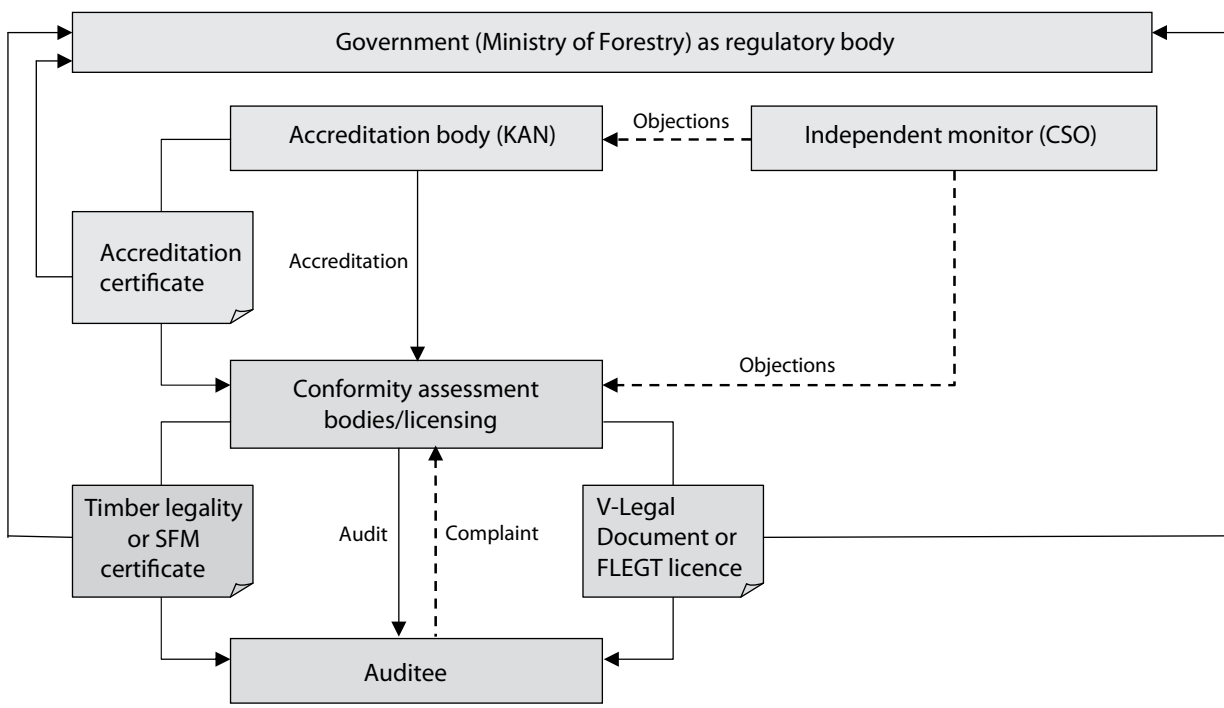 Government (Ministry of Forestry) as regulatory body
Accreditation body (KAN)
Objections
Independent monitor (CSO)
Accreditation
certificate
Accreditation
Objections
Conformity assessment
bodies/licensing
Timber legality
or SFM
certificate
Audit
Complaint
V-Legal
Document or
FLEGT licence
Auditee